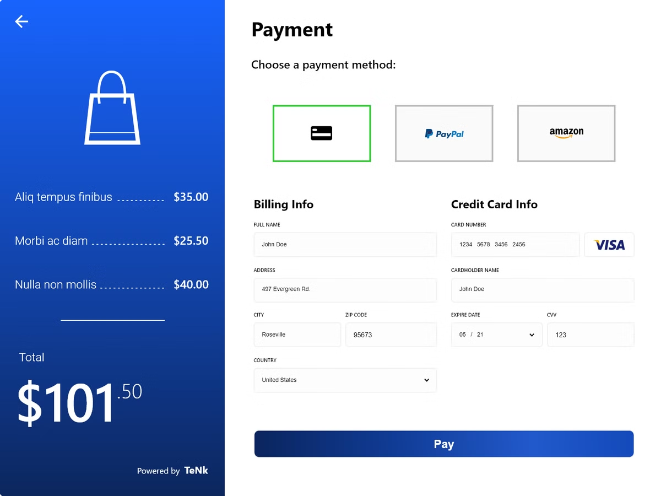 Aliq tempus finibus .......... $35.00
Morbi ac diam ............... $25.50
Nulla non mollis ............. $40.00
Total
$101.50
Powered by TeNk
Payment
Choose a payment method:
PayPal
amazon
Billing Info
FULL NAME
John Doe
ADDRESS
497 Evergreen Rd.
CITY ZIP CODE
Roseville 95673
COUNTRY
United States
Credit Card Info
CARD NUMBER
1234 5678 3456 2456 VISA
CARDHOLDER NAME
John Doe
EXPIRE DATE CVV
05 / 21 123
Pay